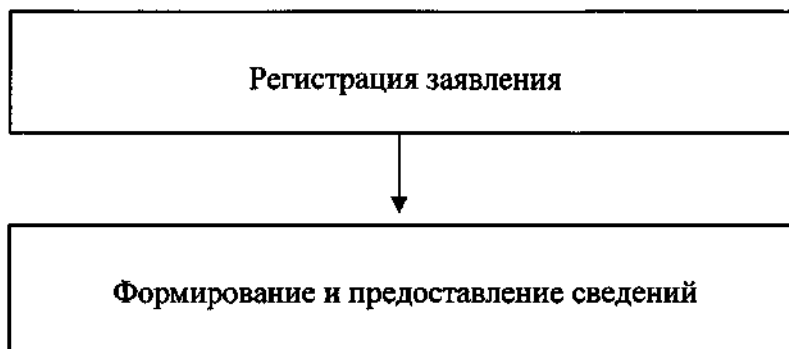 Регистрация заявления
Формирование и предоставление сведений